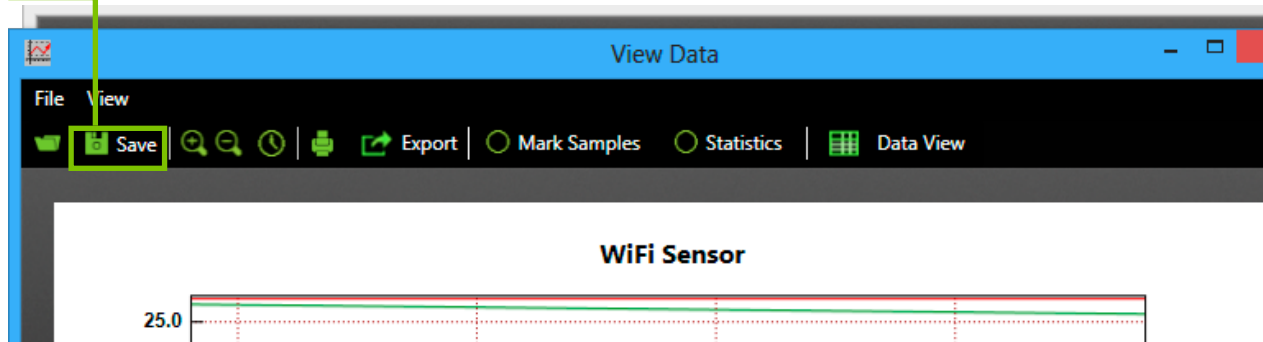 View Data
File View
Save Export Mark Samples Statistics Data View
WiFi Sensor
25.0